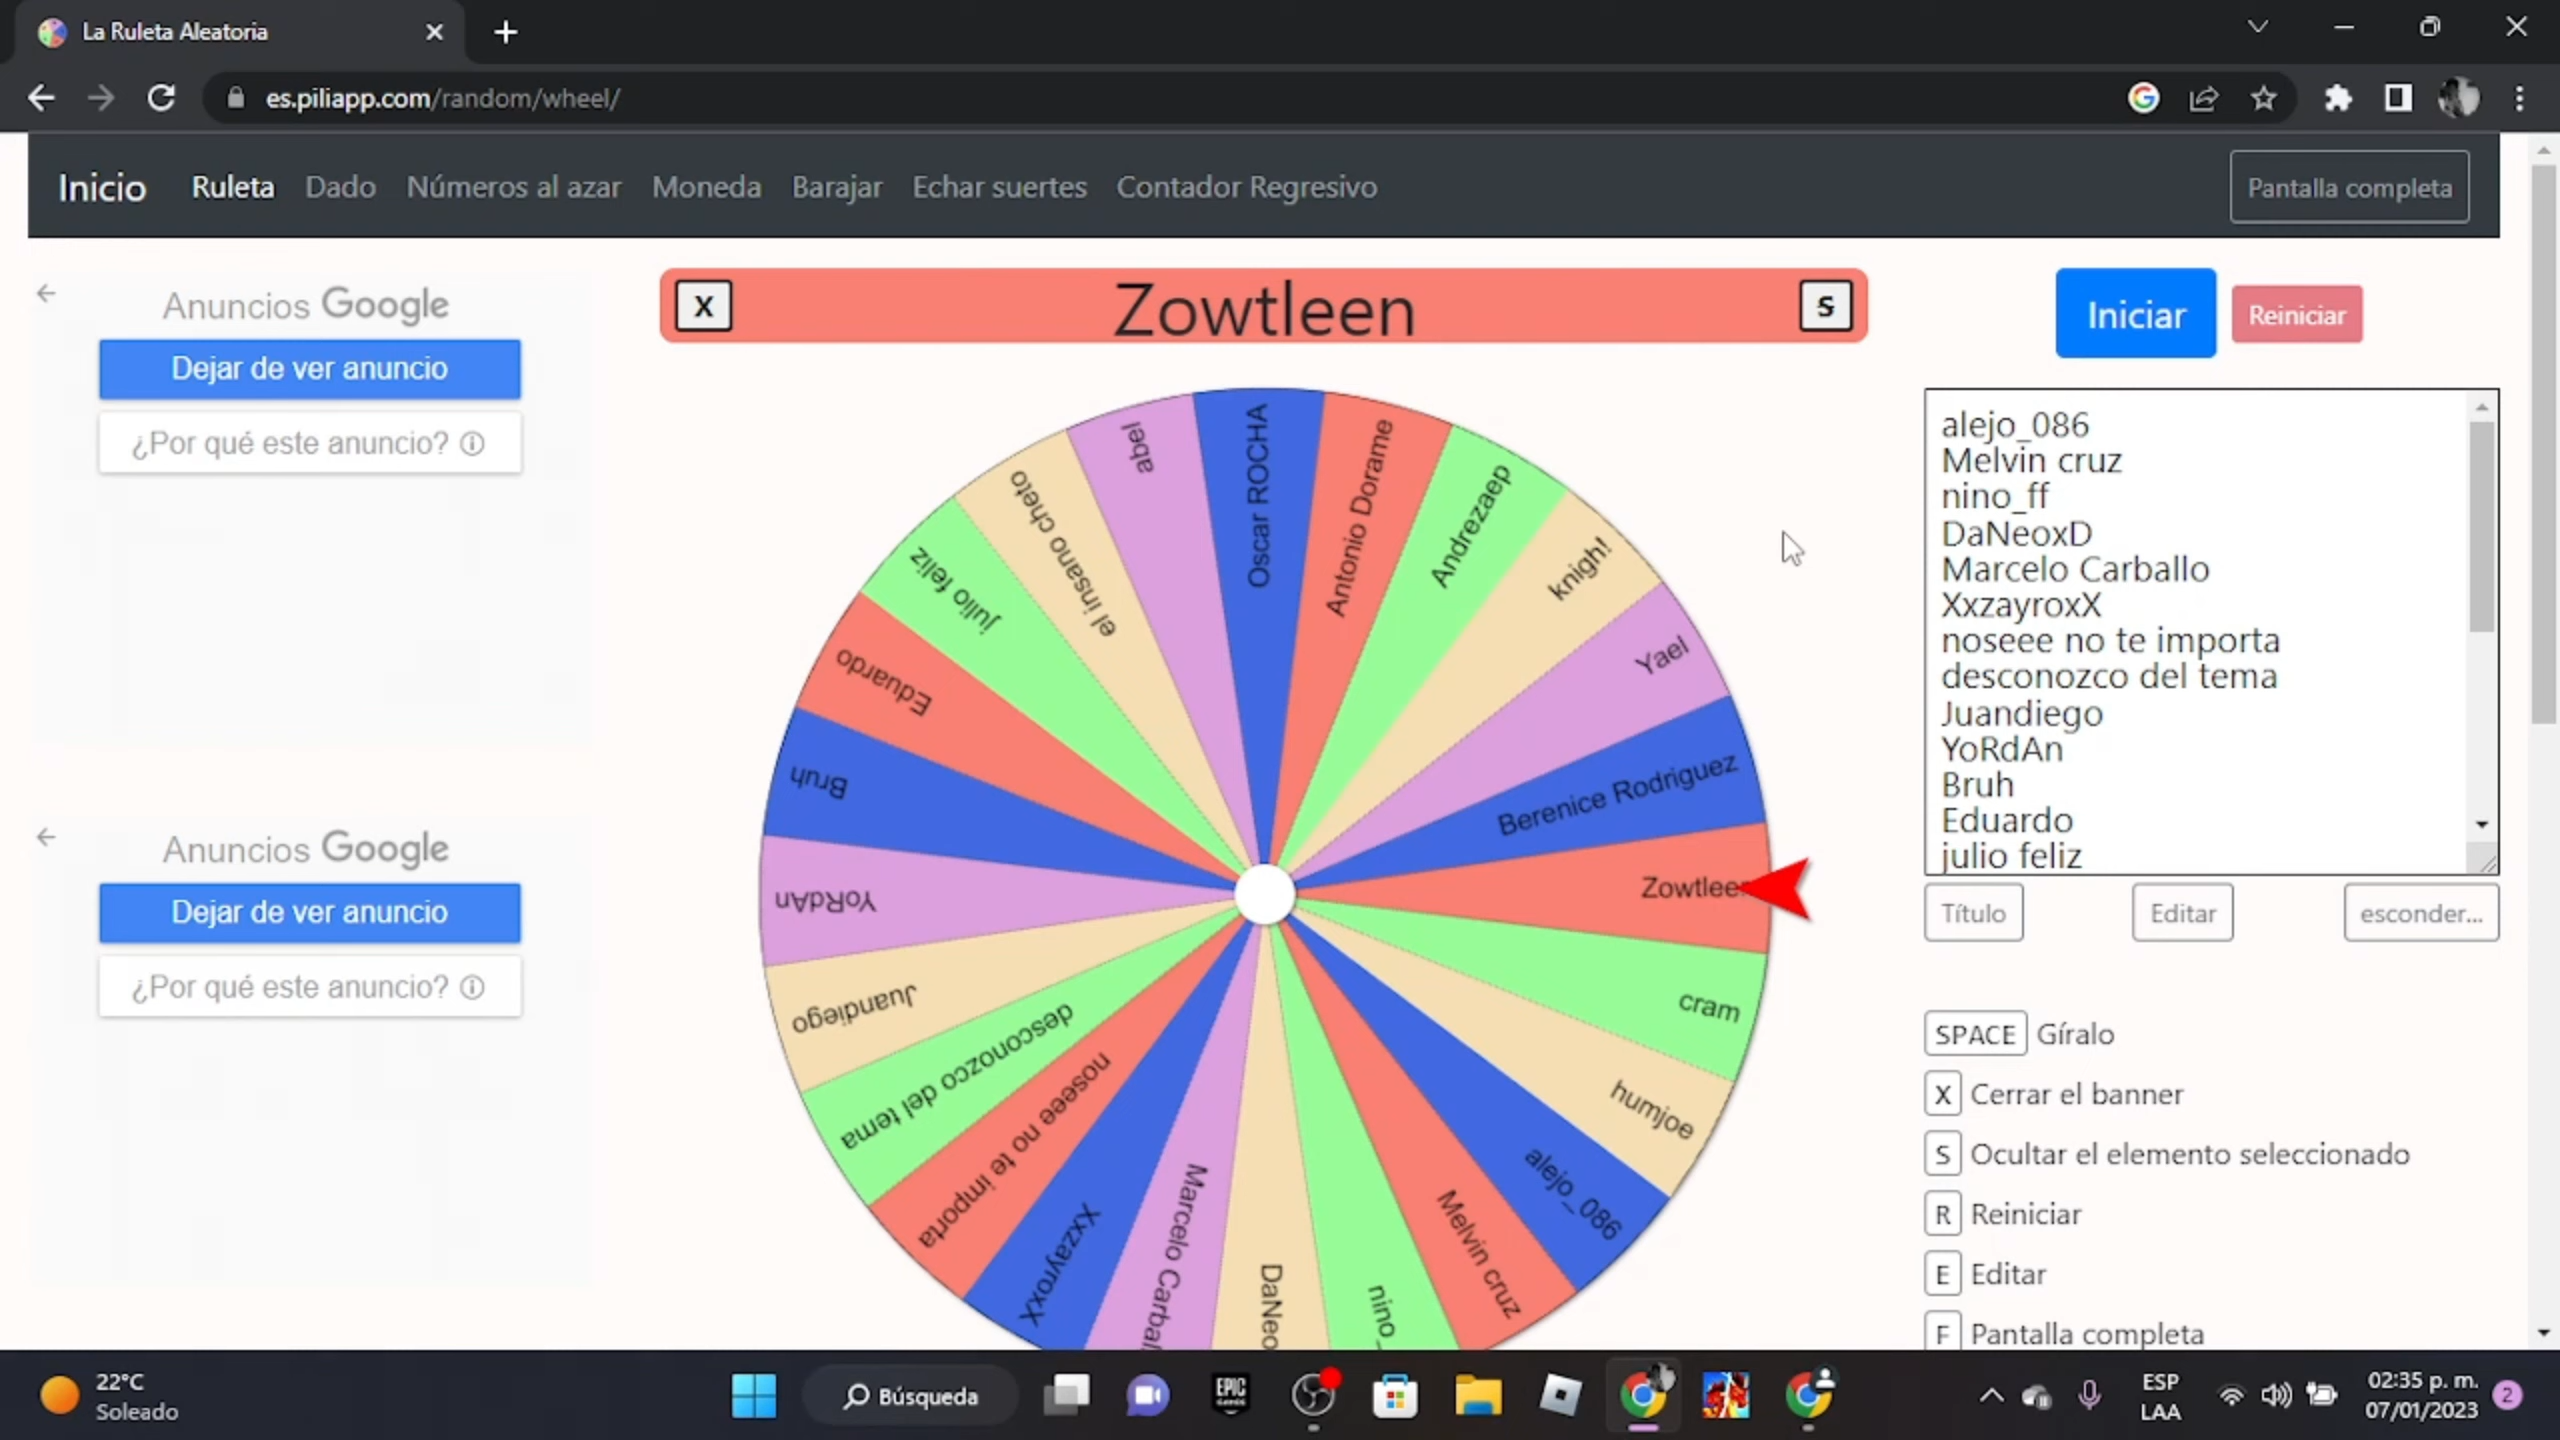 La Ruleta Aleatoria
es.piliapp.com/random/wheel/
Inicio Ruleta Dado Números al azar Moneda Barajar Echar suertes Contador Regresivo Pantalla completa
Anuncios Google
Dejar de ver anuncio
¿Por qué este anuncio?
Anuncios Google
Dejar de ver anuncio
¿Por qué este anuncio?
X Zowtleen S
Oscar ROCHA
Antonio Dorame
Andrezaep
knigh!
Yael
Berenice Rodriguez
Zowtleen
cram
humjoe
alejo_086
Melvin cruz
nino_
DaNeo
Marcelo Carbal
XxzayroxX
noseee no te importa
desconozco del tema
Juandiego
YoRdAn
Bruh
Eduardo
julio feliz
el insano cheto
abel
Iniciar Reiniciar
alejo_086
Melvin cruz
nino_ff
DaNeoxD
Marcelo Carballo
XxzayroxX
noseee no te importa
desconozco del tema
Juandiego
YoRdAn
Bruh
Eduardo
julio feliz
Título Editar esconder...
SPACE Gíralo
X Cerrar el banner
S Ocultar el elemento seleccionado
R Reiniciar
E Editar
F Pantalla completa
22°C
Soleado
Búsqueda
EPIC
GAMES
ESP
LAA
02:35 p. m.
07/01/2023
2